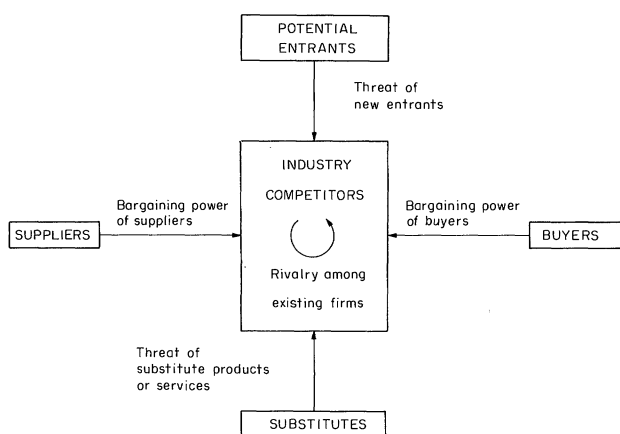 POTENTIAL
ENTRANTS
Threat of
new entrants
INDUSTRY
COMPETITORS
Bargaining power
of suppliers
SUPPLIERS
Bargaining power
of buyers
BUYERS
Rivalry among
existing firms
Threat of
substitute products
or services
SUBSTITUTES